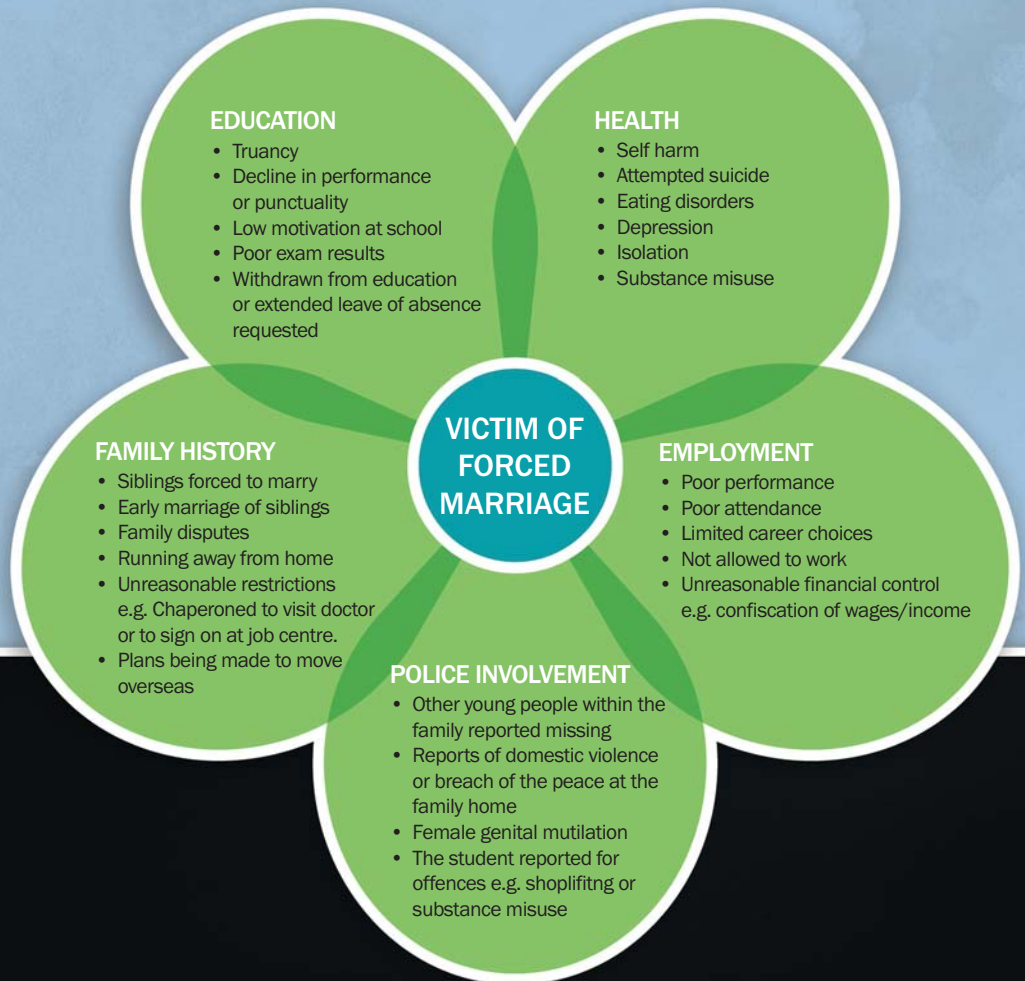 EDUCATION
• Truancy
• Decline in performance
or punctuality
• Low motivation at school
• Poor exam results
• Withdrawn from education
or extended leave of absence
requested
HEALTH
• Self harm
• Attempted suicide
• Eating disorders
• Depression
• Isolation
• Substance misuse
VICTIM OF
FORCED
MARRIAGE
FAMILY HISTORY
• Siblings forced to marry
• Early marriage of siblings
• Family disputes
• Running away from home
• Unreasonable restrictions
e.g. Chaperoned to visit doctor
or to sign on at job centre.
• Plans being made to move
overseas
EMPLOYMENT
• Poor performance
• Poor attendance
• Limited career choices
• Not allowed to work
• Unreasonable financial control
e.g. confiscation of wages/income
POLICE INVOLVEMENT
• Other young people within the
family reported missing
• Reports of domestic violence
or breach of the peace at the
family home
• Female genital mutilation
• The student reported for
offences e.g. shoplifitng or
substance misuse